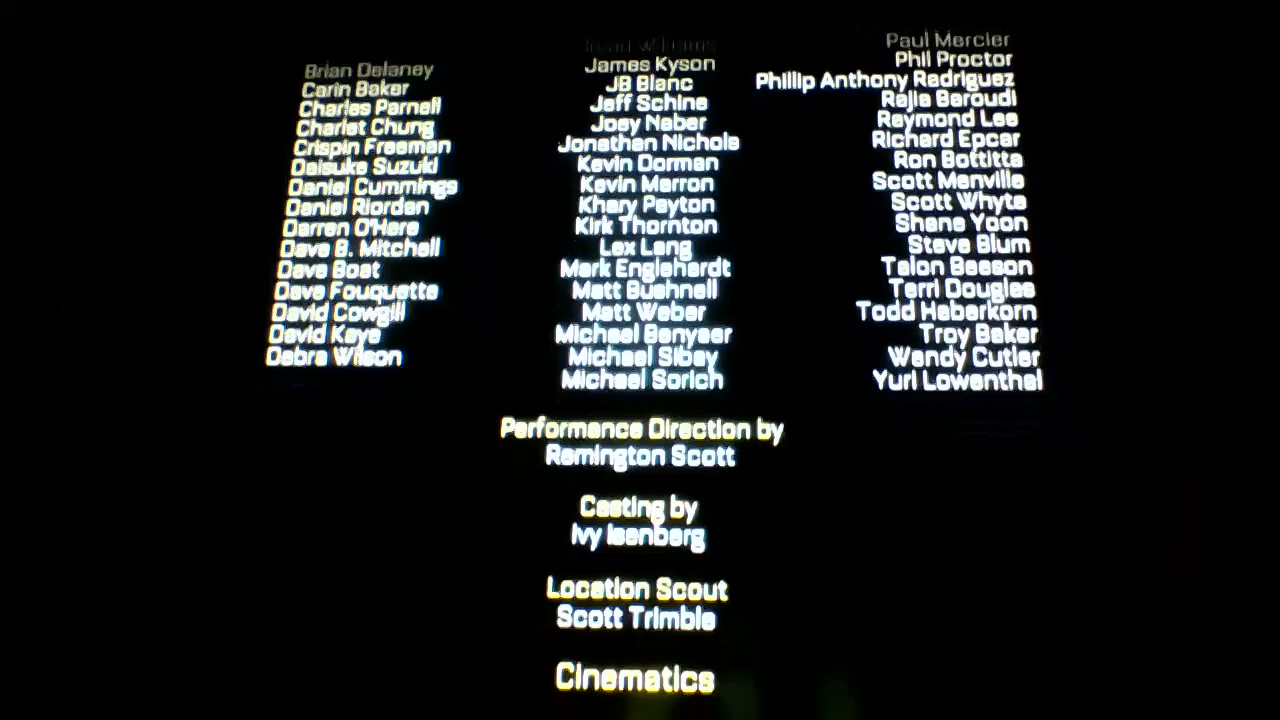 Brian Delaney
Carin Baker
Charles Parnell
Charlet Chung
Crispin Freeman
Daisuke Suzuki
Daniel Cummings
Daniel Riordan
Darren O'Hare
Dave B. Mitchell
Dave Boat
Dave Fouquette
David Cowgill
David Kaye
Debra Wilson
James Kyson
JB Blanc
Jeff Schine
Joey Naber
Jonathan Nichols
Kevin Dorman
Kevin Marron
Khary Payton
Kirk Thornton
Lex Lang
Mark Englehardt
Matt Bushnell
Matt Weber
Michael Benyaer
Michael Sibay
Michael Sorich
Paul Mercier
Phil Proctor
Phillip Anthony Radriguez
Rajia Baroudi
Raymond Lee
Richard Epcar
Ron Bottitta
Scott Menville
Scott Whyte
Shane Yoon
Steve Blum
Talon Beeson
Terri Douglas
Todd Haberkorn
Troy Baker
Wendy Cutler
Yuri Lowenthal
Performance Direction by
Remington Scott
Casting by
Ivy Isenberg
Location Scout
Scott Trimble
Cinematics